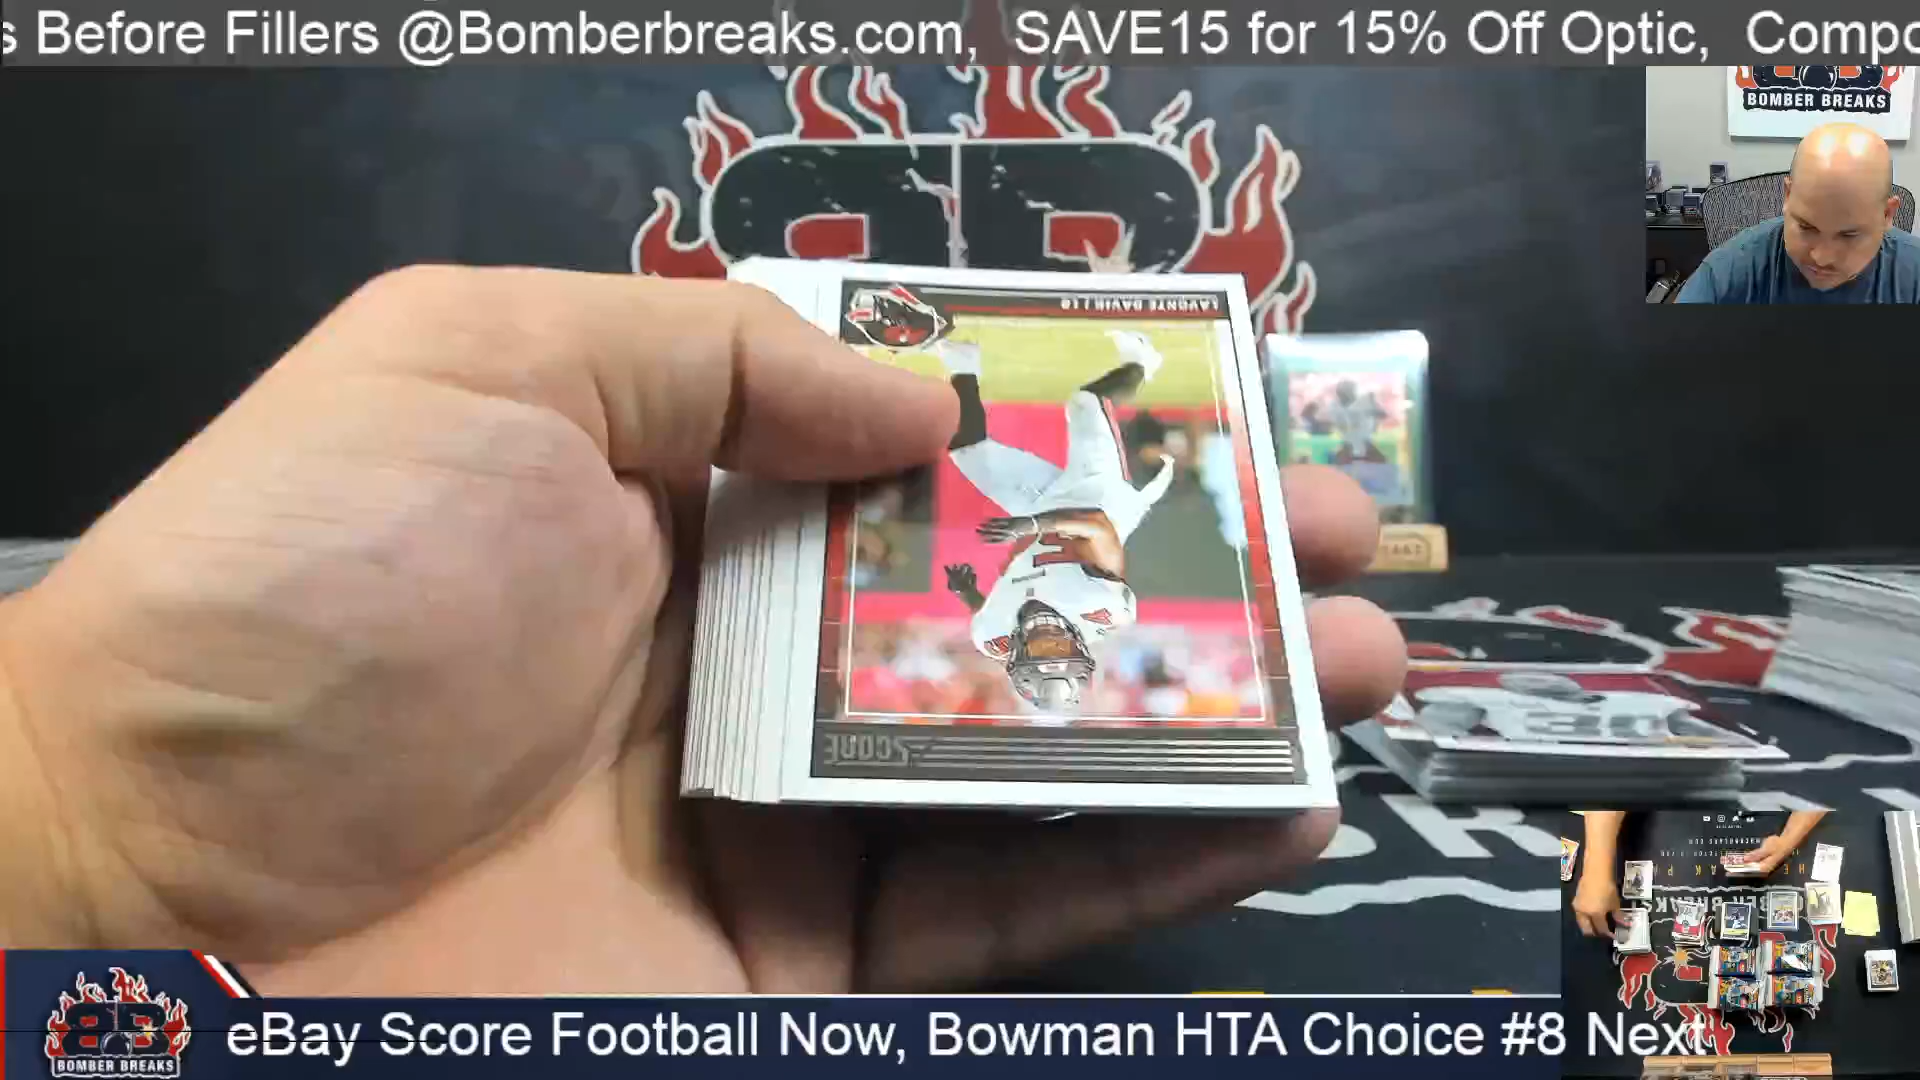 s Before Fillers @Bomberbreaks.com, SAVE15 for 15% Off Optic, Compo
BOMBER BREAKS
LAVONTE DAVID / LB
SCORE
eBay Score Football Now, Bowman HTA Choice #8 Next
BOMBER BREAKS